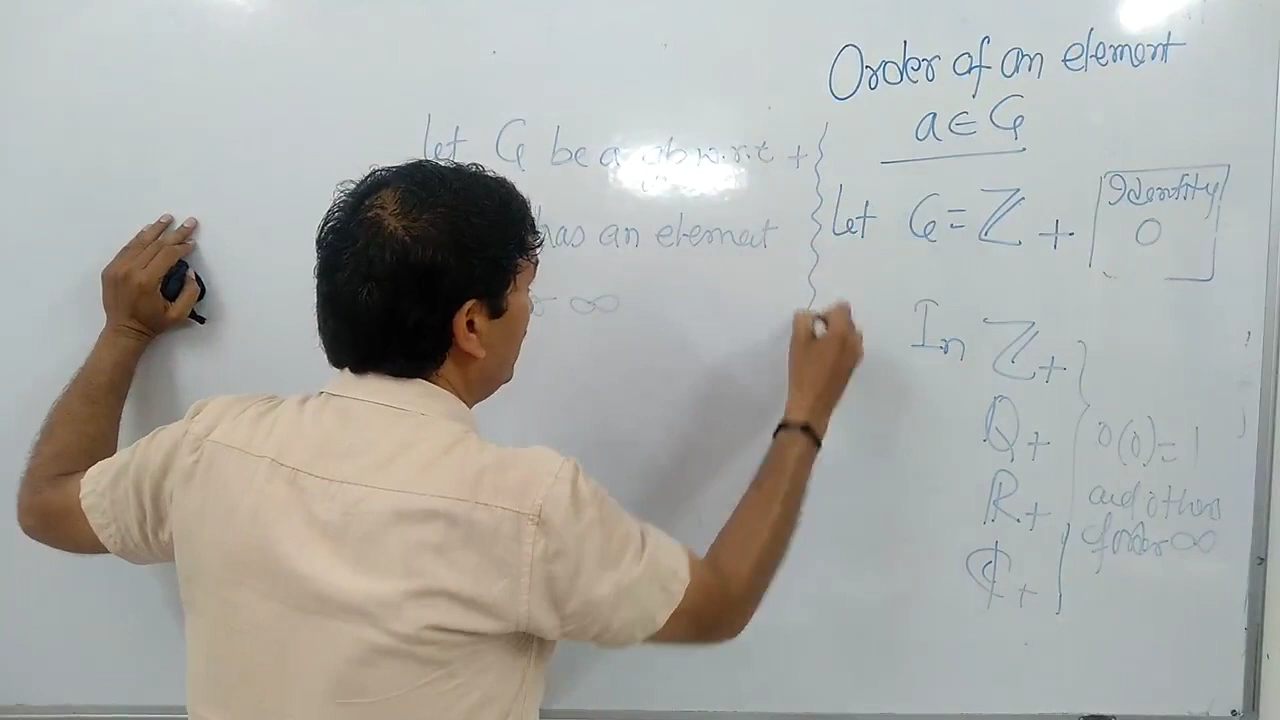 Order of an element
a ∈ G
let G be a gp w.r.t +
has an element
∞
Let G = ℤ +
Identity
0
In ℤ+
Q+
R+
ℂ+
o(0) = 1
and others
of order ∞